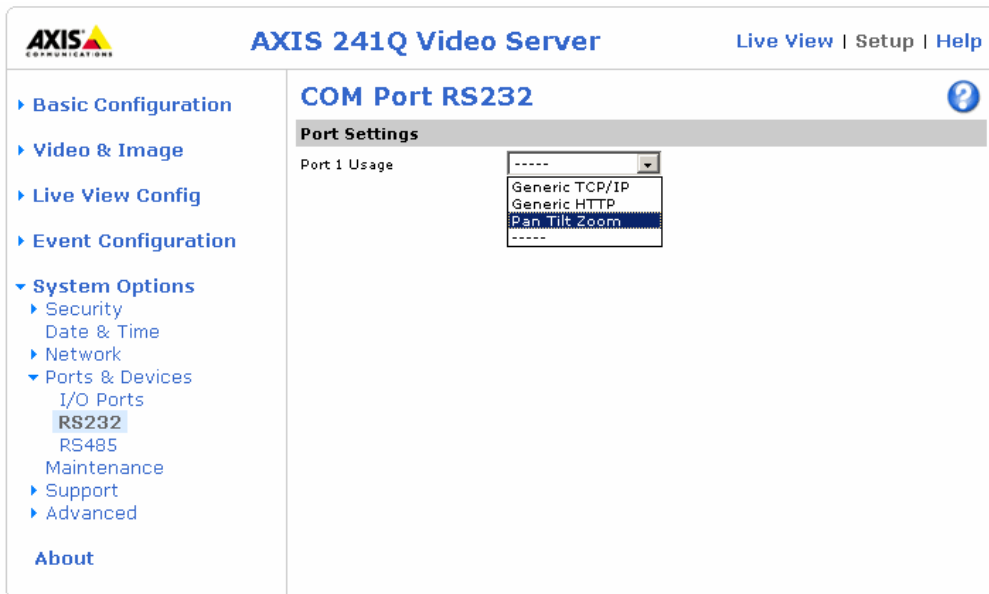 AXIS
COMMUNICATIONS
AXIS 241Q Video Server
Live View | Setup | Help
Basic Configuration
Video & Image
Live View Config
Event Configuration
System Options
Security
Date & Time
Network
Ports & Devices
I/O Ports
RS232
RS485
Maintenance
Support
Advanced
About
COM Port RS232
?
Port Settings
Port 1 Usage
-----
Generic TCP/IP
Generic HTTP
Pan Tilt Zoom
-----